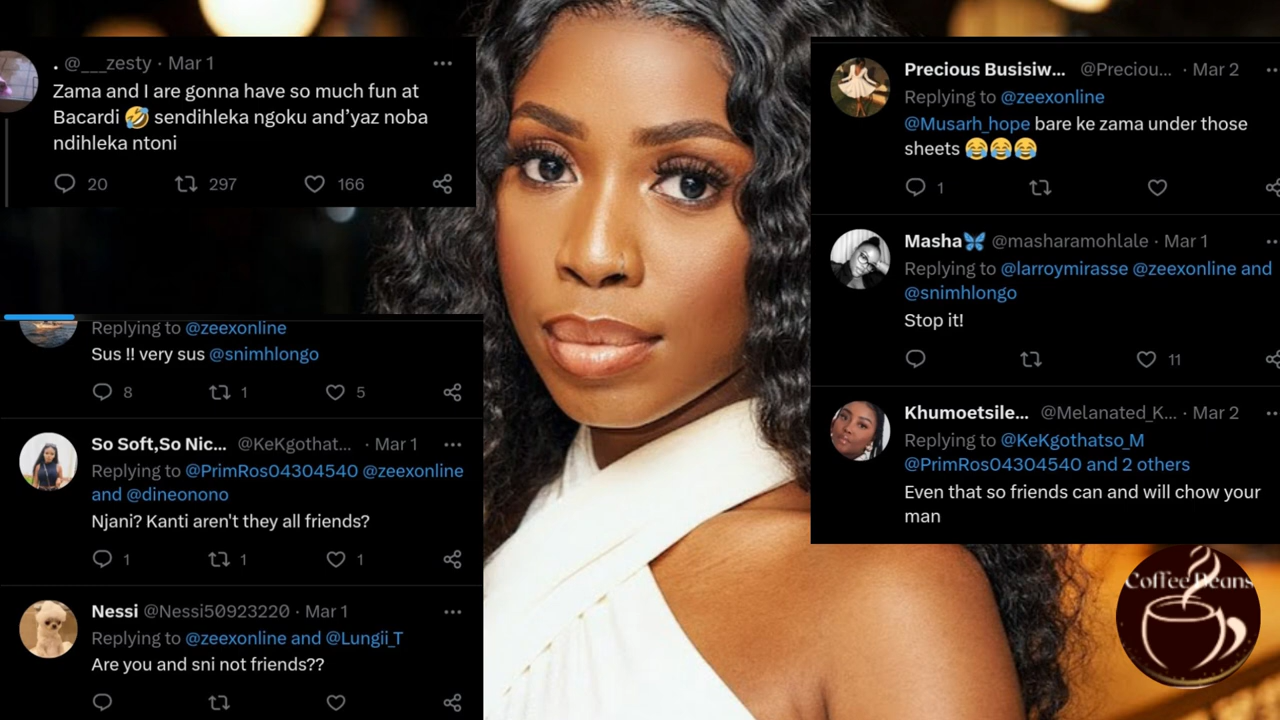 . @___zesty · Mar 1
Zama and I are gonna have so much fun at
Bacardi 🤣 sendihleka ngoku and’yaz noba
ndihleka ntoni
20 297 166
Replying to @zeexonline
Sus !! very sus @snimhlongo
8 1 5
So Soft,So Nic... @KeKgothat... · Mar 1
Replying to @PrimRos04304540 @zeexonline
and @dineonono
Njani? Kanti aren't they all friends?
1 1 1
Nessi @Nessi50923220 · Mar 1
Replying to @zeexonline and @Lungii_T
Are you and sni not friends??
Precious Busisiw... @Preciou... · Mar 2
Replying to @zeexonline
@Musarh_hope bare ke zama under those
sheets 😂😂😂
1
Masha🦋 @masharamohlale · Mar 1
Replying to @larroymirasse @zeexonline and
@snimhlongo
Stop it!
11
Khumoetsile... @Melanated_K... · Mar 2
Replying to @KeKgothatso_M
@PrimRos04304540 and 2 others
Even that so friends can and will chow your
man
Coffee Beans